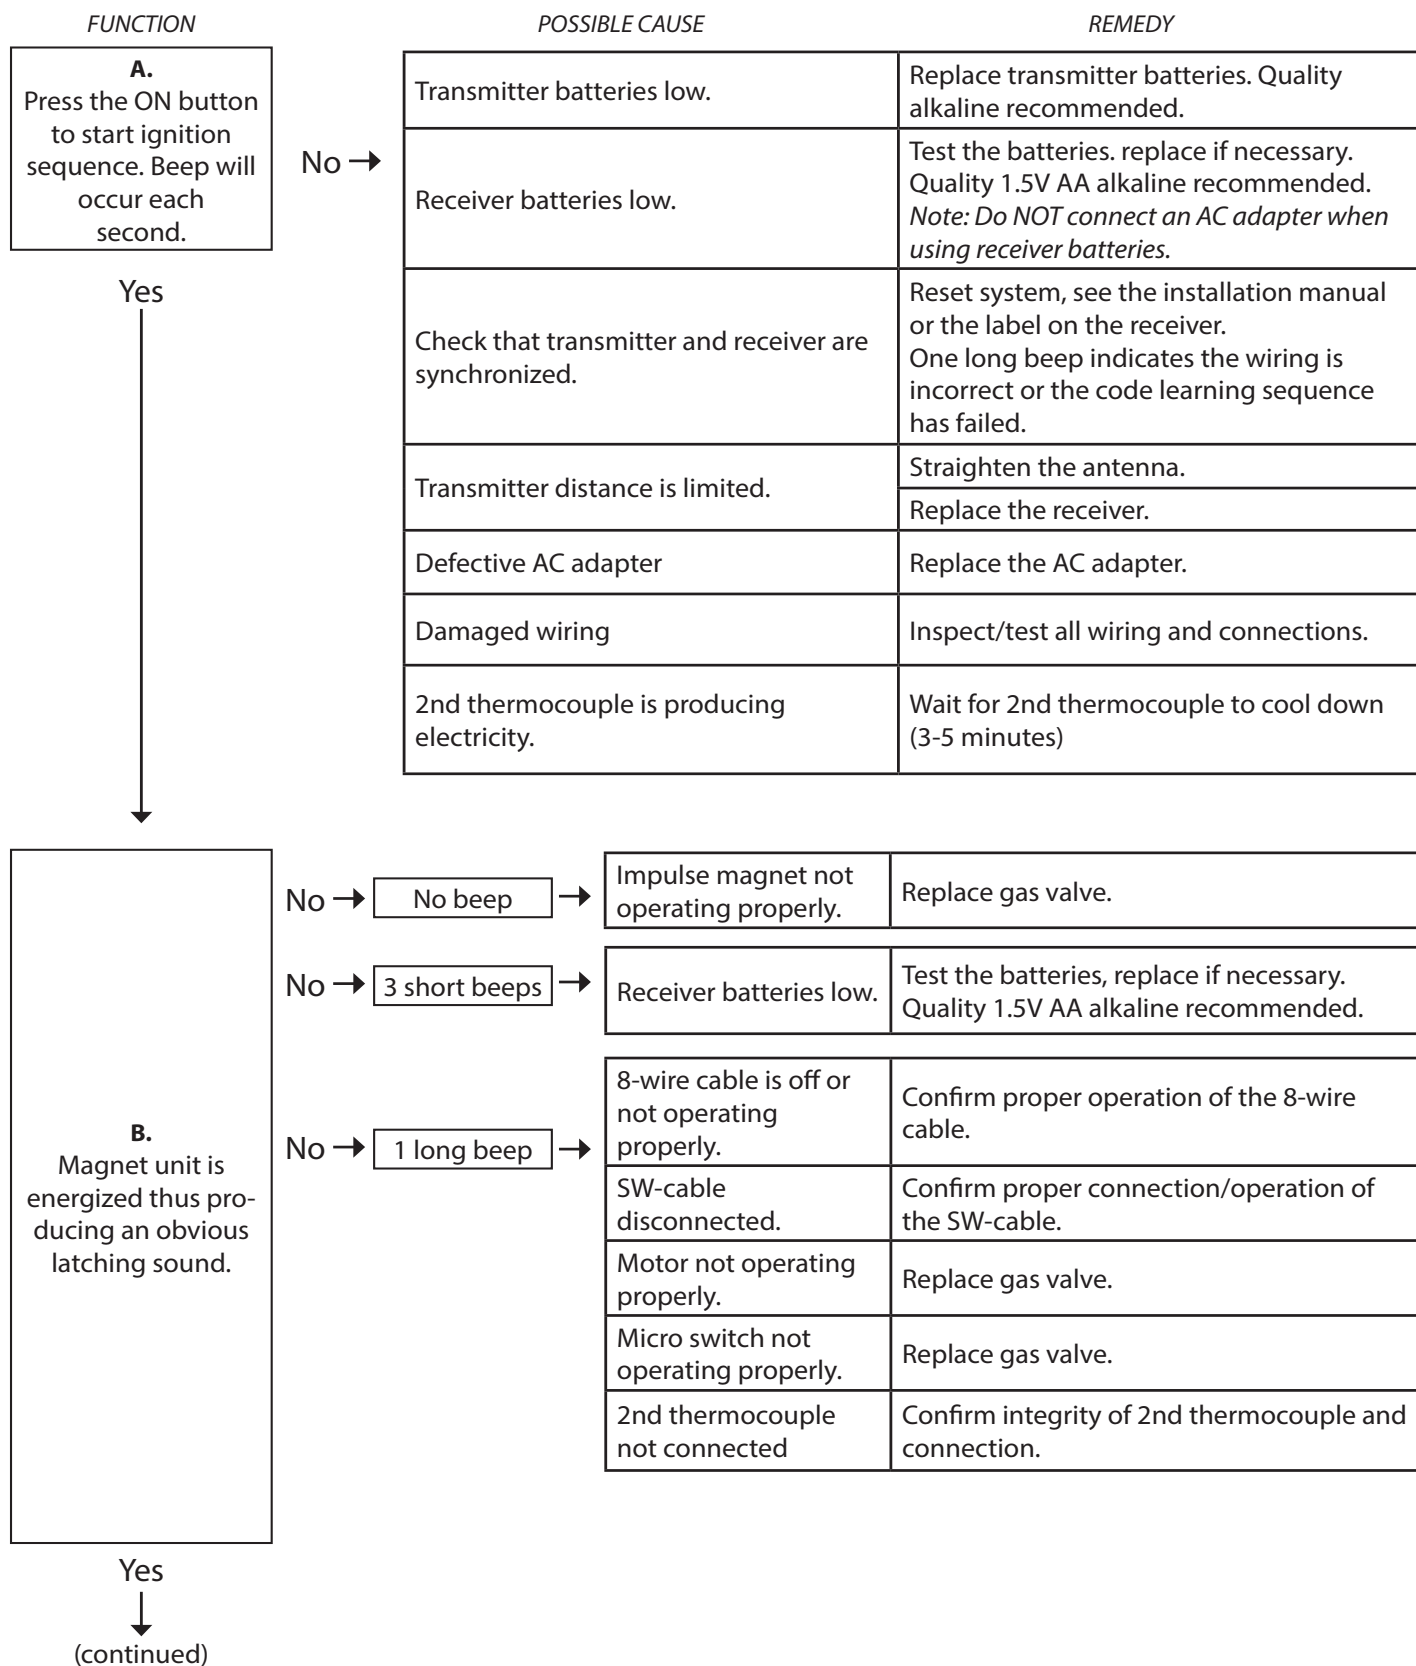 FUNCTION
POSSIBLE CAUSE
REMEDY
A.
Press the ON button
to start ignition
sequence. Beep will
occur each
second.
No
Transmitter batteries low.
Replace transmitter batteries. Quality
alkaline recommended.
Receiver batteries low.
Test the batteries. replace if necessary.
Quality 1.5V AA alkaline recommended.
Note: Do NOT connect an AC adapter when
using receiver batteries.
Check that transmitter and receiver are
synchronized.
Reset system, see the installation manual
or the label on the receiver.
One long beep indicates the wiring is
incorrect or the code learning sequence
has failed.
Transmitter distance is limited.
Straighten the antenna.
Replace the receiver.
Defective AC adapter
Replace the AC adapter.
Damaged wiring
Inspect/test all wiring and connections.
2nd thermocouple is producing
electricity.
Wait for 2nd thermocouple to cool down
(3-5 minutes)
Yes
B.
Magnet unit is
energized thus pro-
ducing an obvious
latching sound.
No
No beep
Impulse magnet not
operating properly.
Replace gas valve.
No
3 short beeps
Receiver batteries low.
Test the batteries, replace if necessary.
Quality 1.5V AA alkaline recommended.
No
1 long beep
8-wire cable is off or
not operating
properly.
Confirm proper operation of the 8-wire
cable.
SW-cable
disconnected.
Confirm proper connection/operation of
the SW-cable.
Motor not operating
properly.
Replace gas valve.
Micro switch not
operating properly.
Replace gas valve.
2nd thermocouple
not connected
Confirm integrity of 2nd thermocouple and
connection.
Yes
(continued)